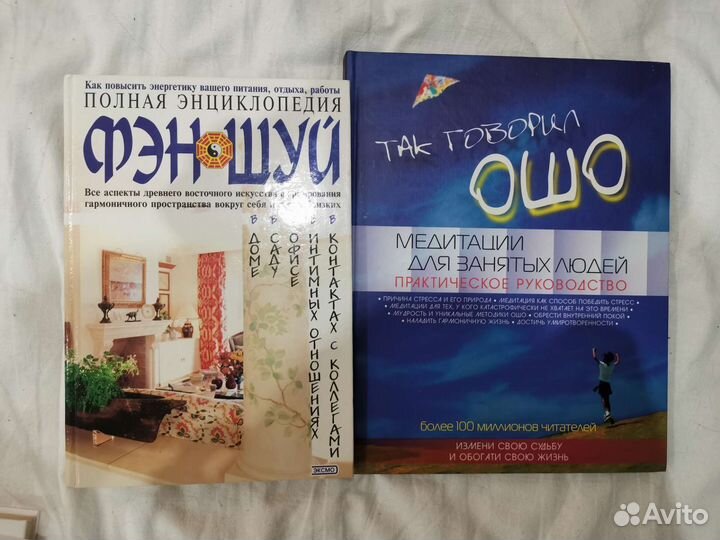 Как повысить энергетику вашего питания, отдыха, работы
ПОЛНАЯ ЭНЦИКЛОПЕДИЯ
ФЭН ШУЙ
Все аспекты древнего восточного искусства
гармоничного пространства вокруг себя
В ДОМЕ
В САДУ
В ОФИСЕ
В ИНТИМНЫХ ОТНОШЕНИЯХ
В КОНТАКТАХ С КОЛЛЕГАМИ
ЭКСМО
ТАК ГОВОРИЛ
ОШО
МЕДИТАЦИИ
ДЛЯ ЗАНЯТЫХ ЛЮДЕЙ
ПРАКТИЧЕСКОЕ РУКОВОДСТВО
• ПРИЧИНА СТРЕССА И ЕГО ПРИРОДА • МЕДИТАЦИЯ КАК СПОСОБ ПОБЕДИТЬ СТРЕСС •
• МЕДИТАЦИИ ДЛЯ ТЕХ, У КОГО КАТАСТРОФИЧЕСКИ НЕ ХВАТАЕТ НА ЭТО ВРЕМЕНИ •
• МУДРОСТЬ И УНИКАЛЬНЫЕ МЕТОДИКИ ОШО • ОБРЕСТИ ВНУТРЕННИЙ ПОКОЙ •
• НАЛАДИТЬ ГАРМОНИЧНУЮ ЖИЗНЬ • ДОСТИЧЬ УМИРОТВОРЕННОСТИ •
более 100 миллионов читателей
ИЗМЕНИ СВОЮ СУДЬБУ
И ОБОГАТИ СВОЮ ЖИЗНЬ
Avito